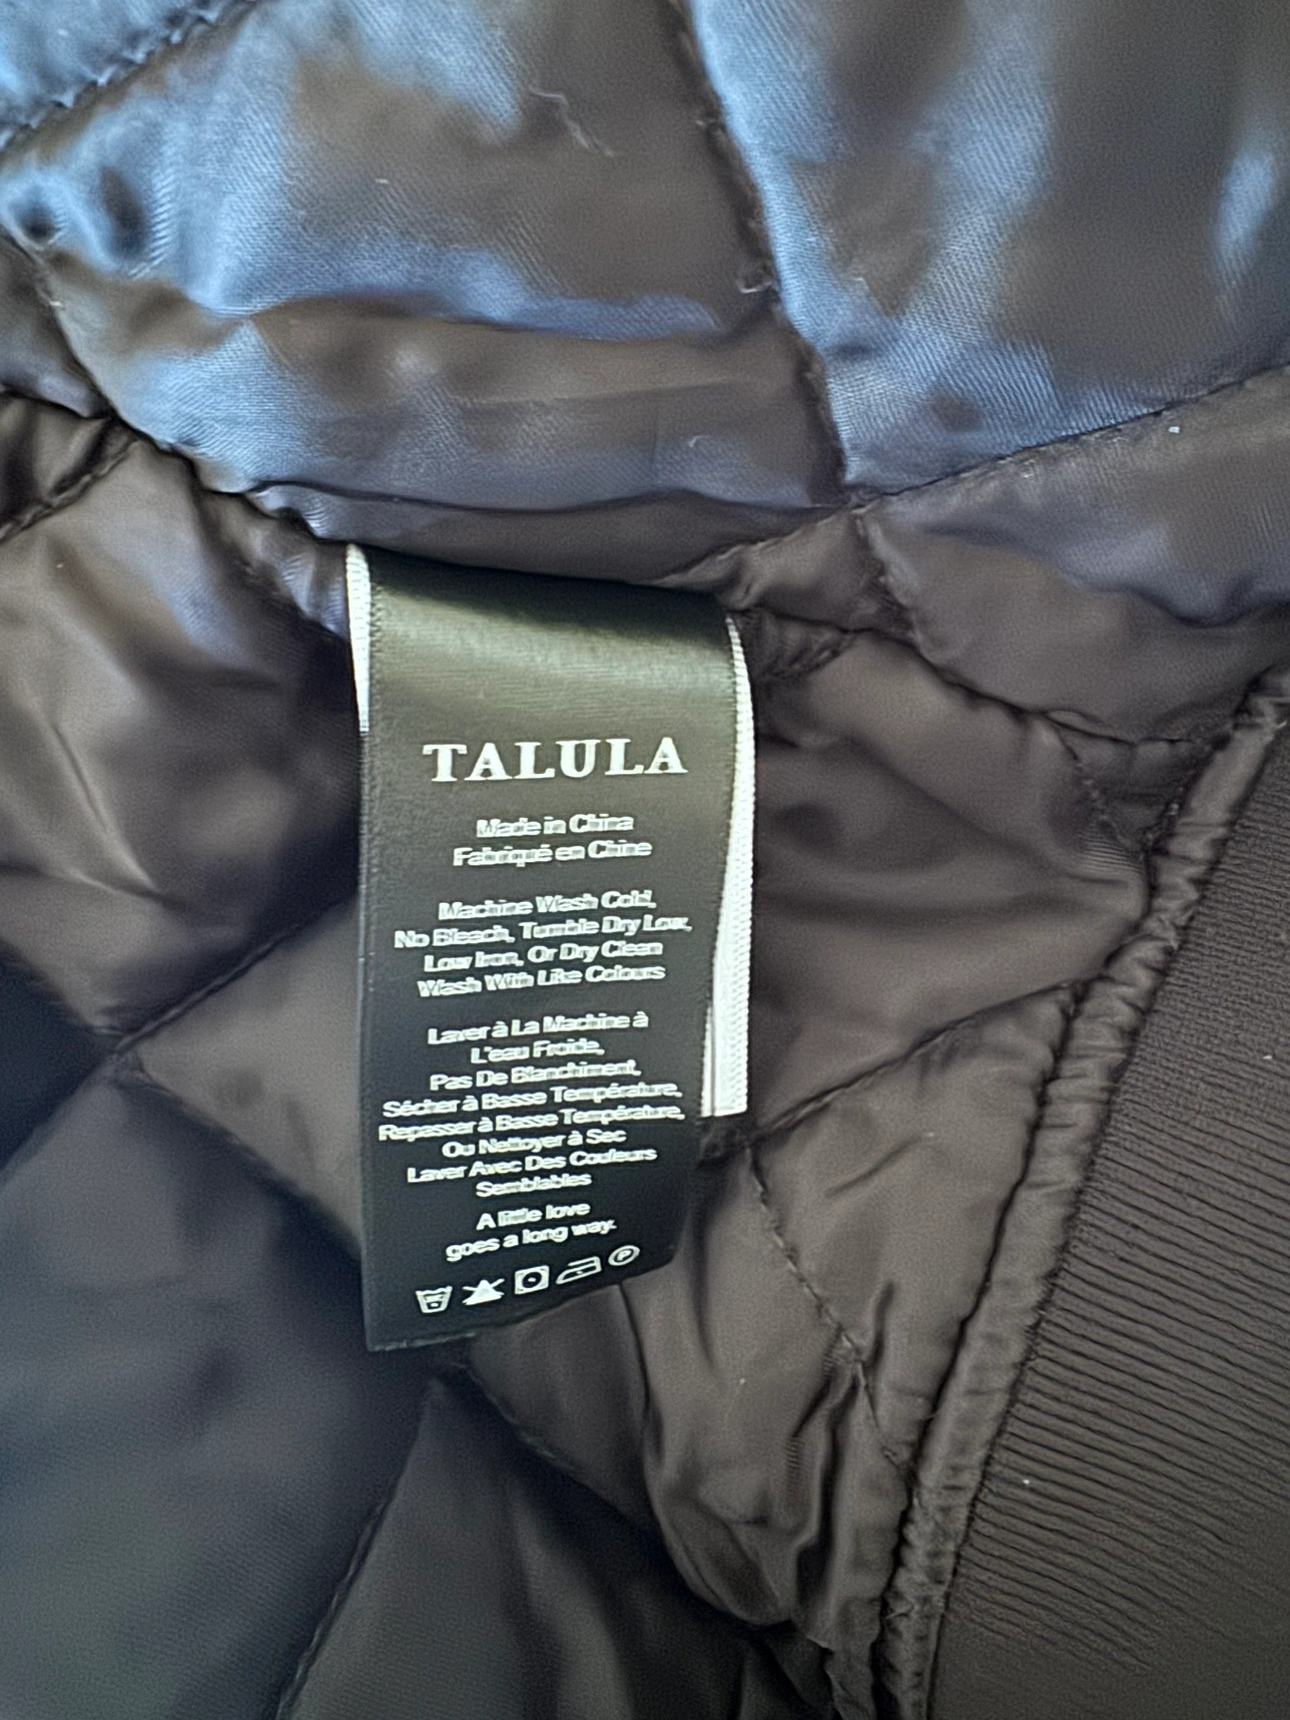 TALULA
Made in China
Fabriqué en Chine
Machine Wash Cold,
No Bleach, Tumble Dry Low,
Low Iron, Or Dry Clean
Wash With Like Colours
Laver à La Machine à
L'eau Froide,
Pas De Blanchiment,
Sécher à Basse Température,
Repasser à Basse Température,
Ou Nettoyer à Sec
Laver Avec Des Couleurs
Semblables
A little love
goes a long way.
P